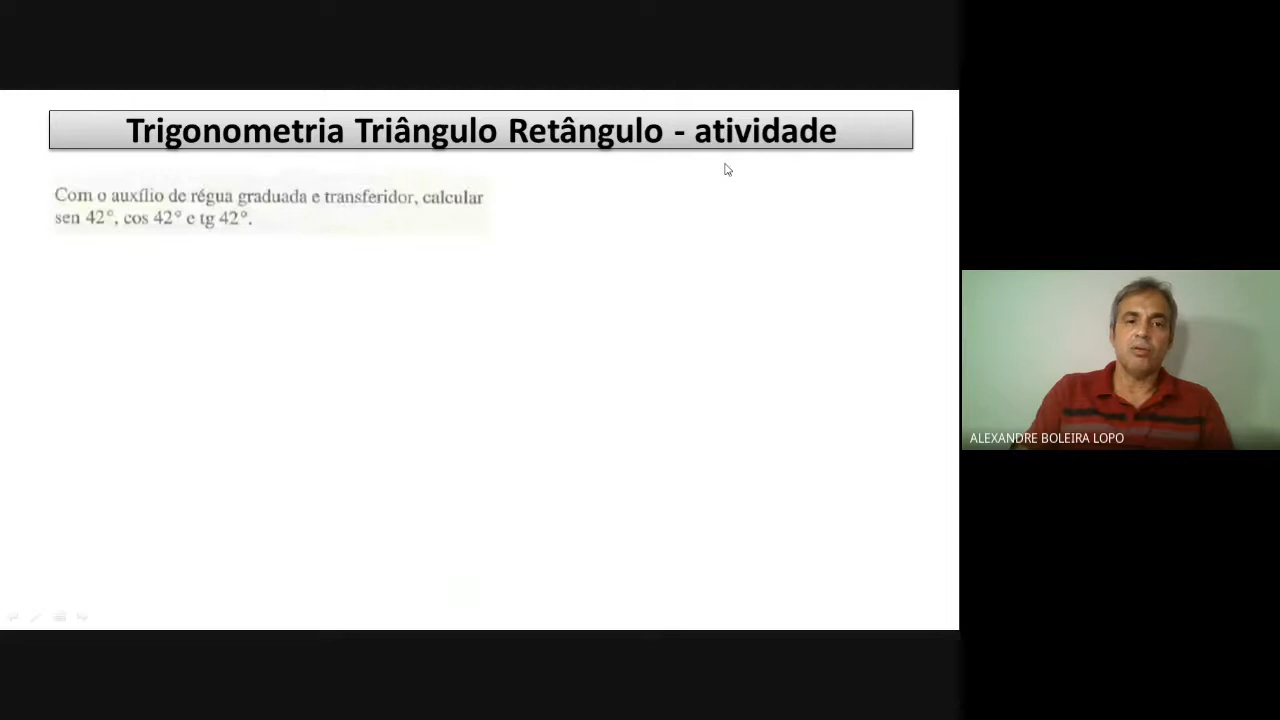 Trigonometria Triângulo Retângulo - atividade
Com o auxílio de régua graduada e transferidor, calcular
sen 42°, cos 42° e tg 42°.
ALEXANDRE BOLEIRA LOPO